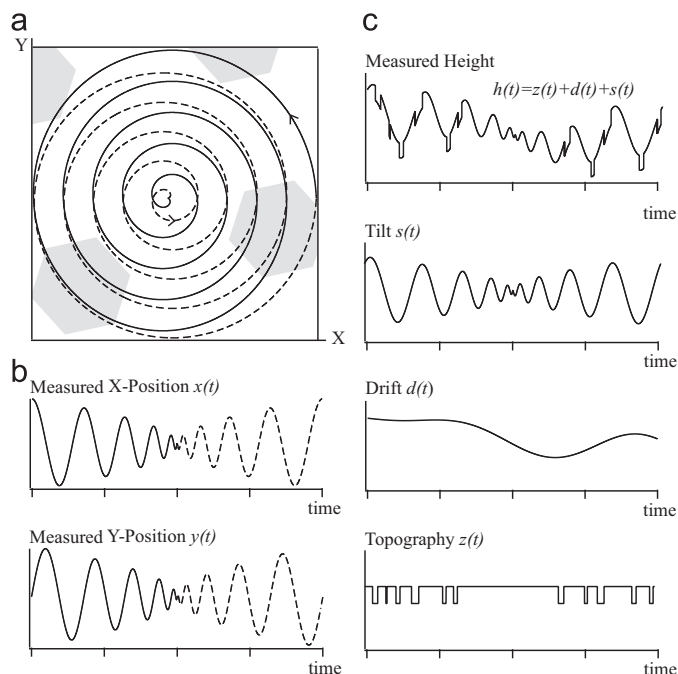 a
Y
X
b
Measured X-Position x(t)
time
Measured Y-Position y(t)
time
c
Measured Height
h(t)=z(t)+d(t)+s(t)
time
Tilt s(t)
time
Drift d(t)
time
Topography z(t)
time